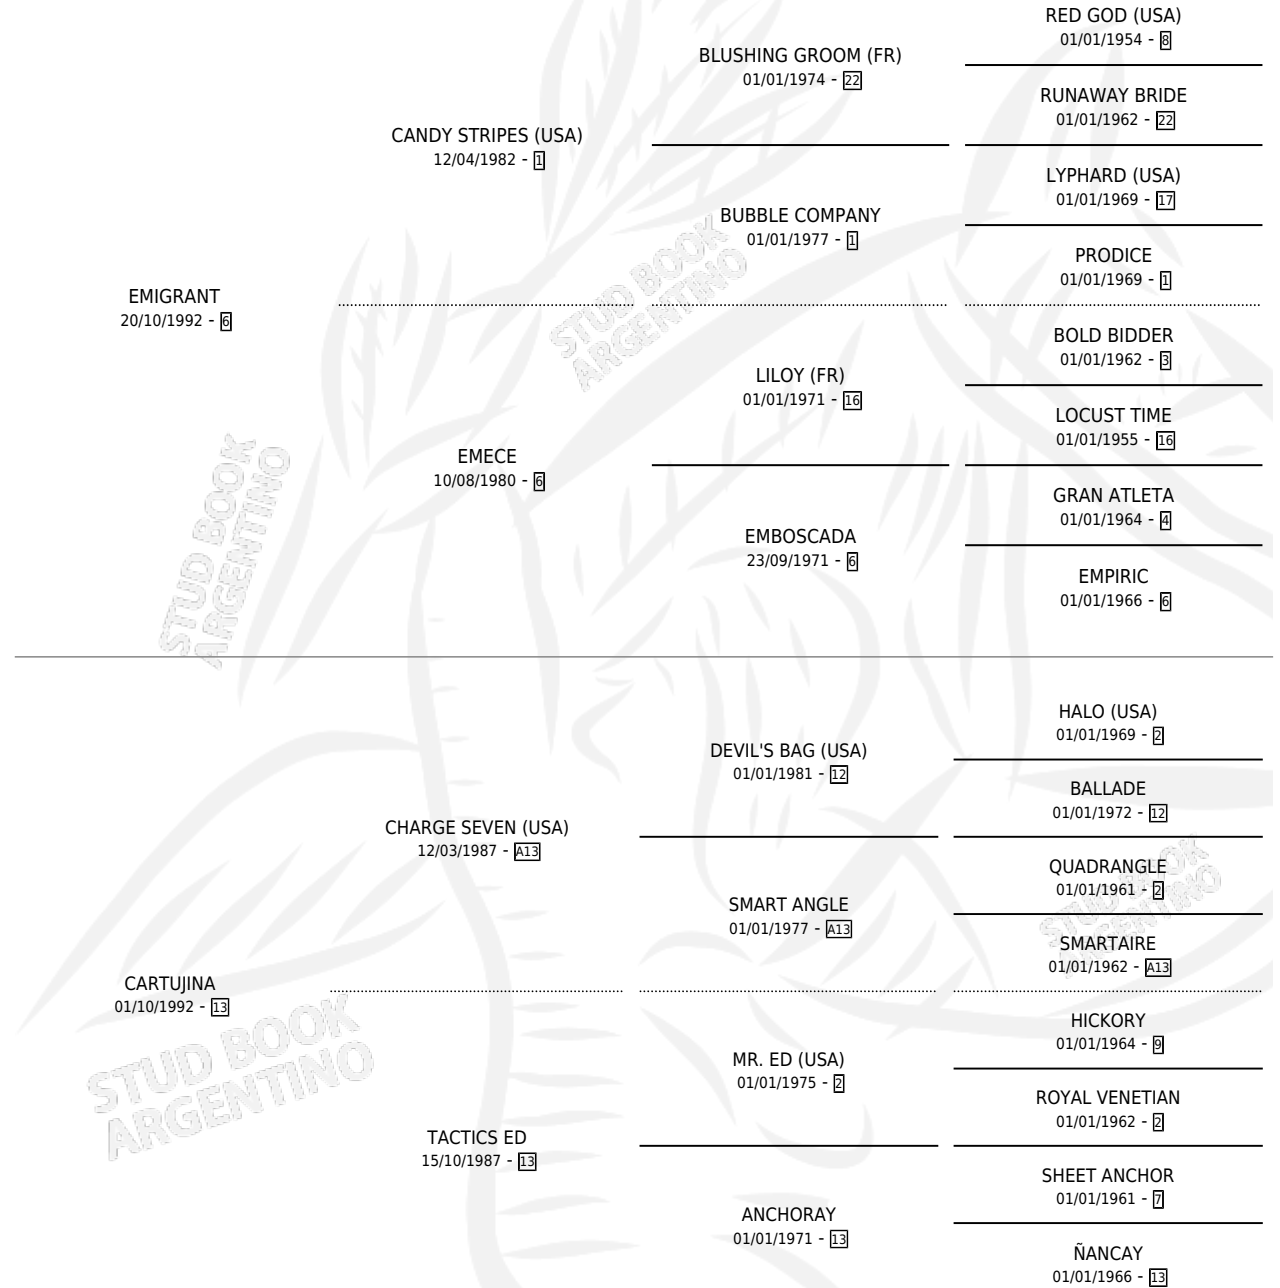 RED GOD (USA)
01/01/1954 - 8
BLUSHING GROOM (FR)
01/01/1974 - 22
RUNAWAY BRIDE
01/01/1962 - 22
CANDY STRIPES (USA)
12/04/1982 - 1
LYPHARD (USA)
01/01/1969 - 17
BUBBLE COMPANY
01/01/1977 - 1
PRODICE
01/01/1969 - 1
EMIGRANT
20/10/1992 - 6
BOLD BIDDER
01/01/1962 - 3
LILOY (FR)
01/01/1971 - 16
LOCUST TIME
01/01/1955 - 16
EMECE
10/08/1980 - 6
GRAN ATLETA
01/01/1964 - 4
EMBOSCADA
23/09/1971 - 6
EMPIRIC
01/01/1966 - 6
HALO (USA)
01/01/1969 - 2
DEVIL'S BAG (USA)
01/01/1981 - 12
BALLADE
01/01/1972 - 12
CHARGE SEVEN (USA)
12/03/1987 - A13
QUADRANGLE
01/01/1961 - 2
SMART ANGLE
01/01/1977 - A13
SMARTAIRE
01/01/1962 - A13
CARTUJINA
01/10/1992 - 13
HICKORY
01/01/1964 - 9
MR. ED (USA)
01/01/1975 - 2
ROYAL VENETIAN
01/01/1962 - 2
TACTICS ED
15/10/1987 - 13
SHEET ANCHOR
01/01/1961 - 7
ANCHORAY
01/01/1971 - 13
ÑANCAY
01/01/1966 - 13
STUD BOOK
ARGENTINO
STUD BOOK
ARGENTINO
STUD BOOK
ARGENTINO
STUD BOOK
ARGENTINO